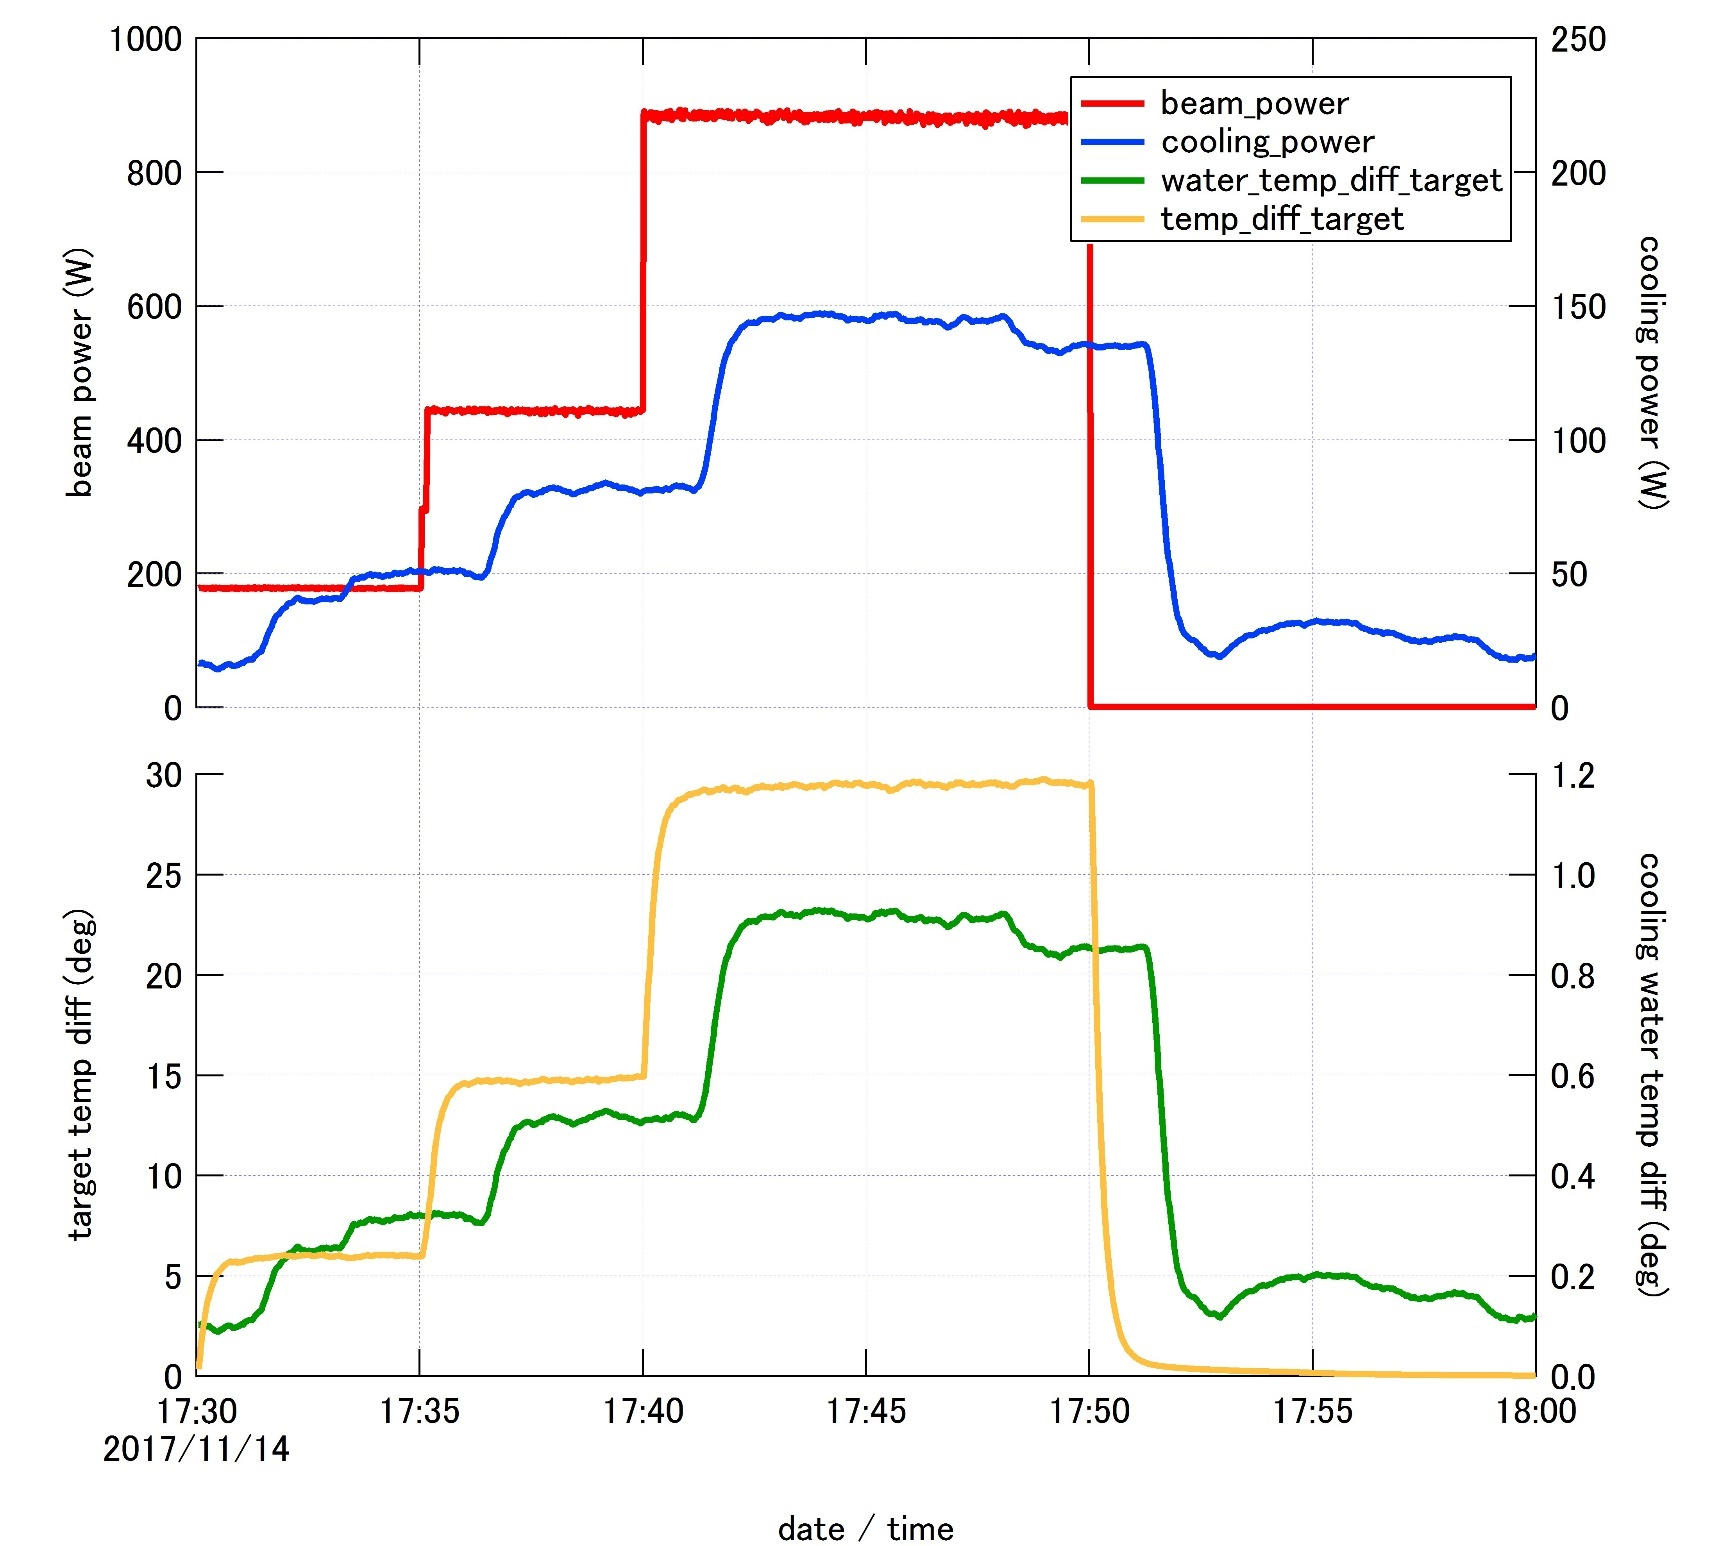 1000
800
600
400
200
0
beam power (W)
250
200
150
100
50
0
cooling power (W)
beam_power
cooling_power
water_temp_diff_target
temp_diff_target
30
25
20
15
10
5
0
target temp diff (deg)
1.2
1.0
0.8
0.6
0.4
0.2
0.0
cooling water temp diff (deg)
17:30 17:35 17:40 17:45 17:50 17:55 18:00
2017/11/14
date / time